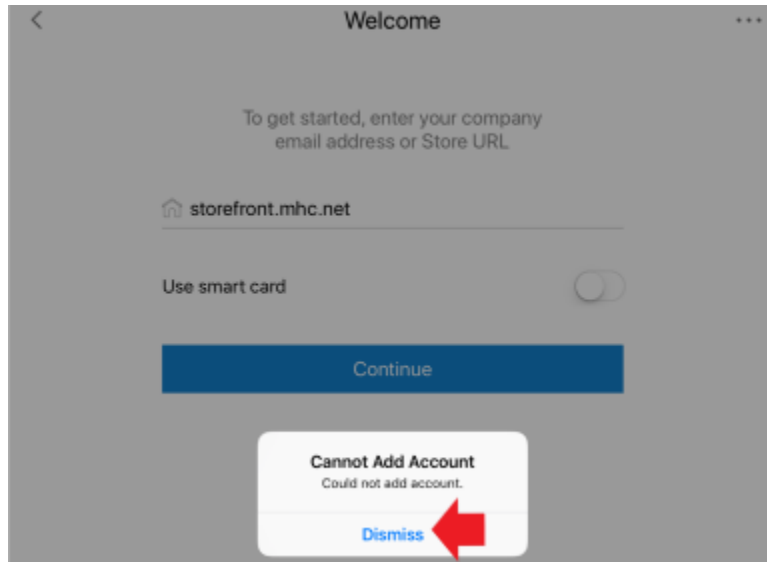 Welcome
To get started, enter your company
email address or Store URL
storefront.mhc.net
Use smart card
Continue
Cannot Add Account
Could not add account.
Dismiss